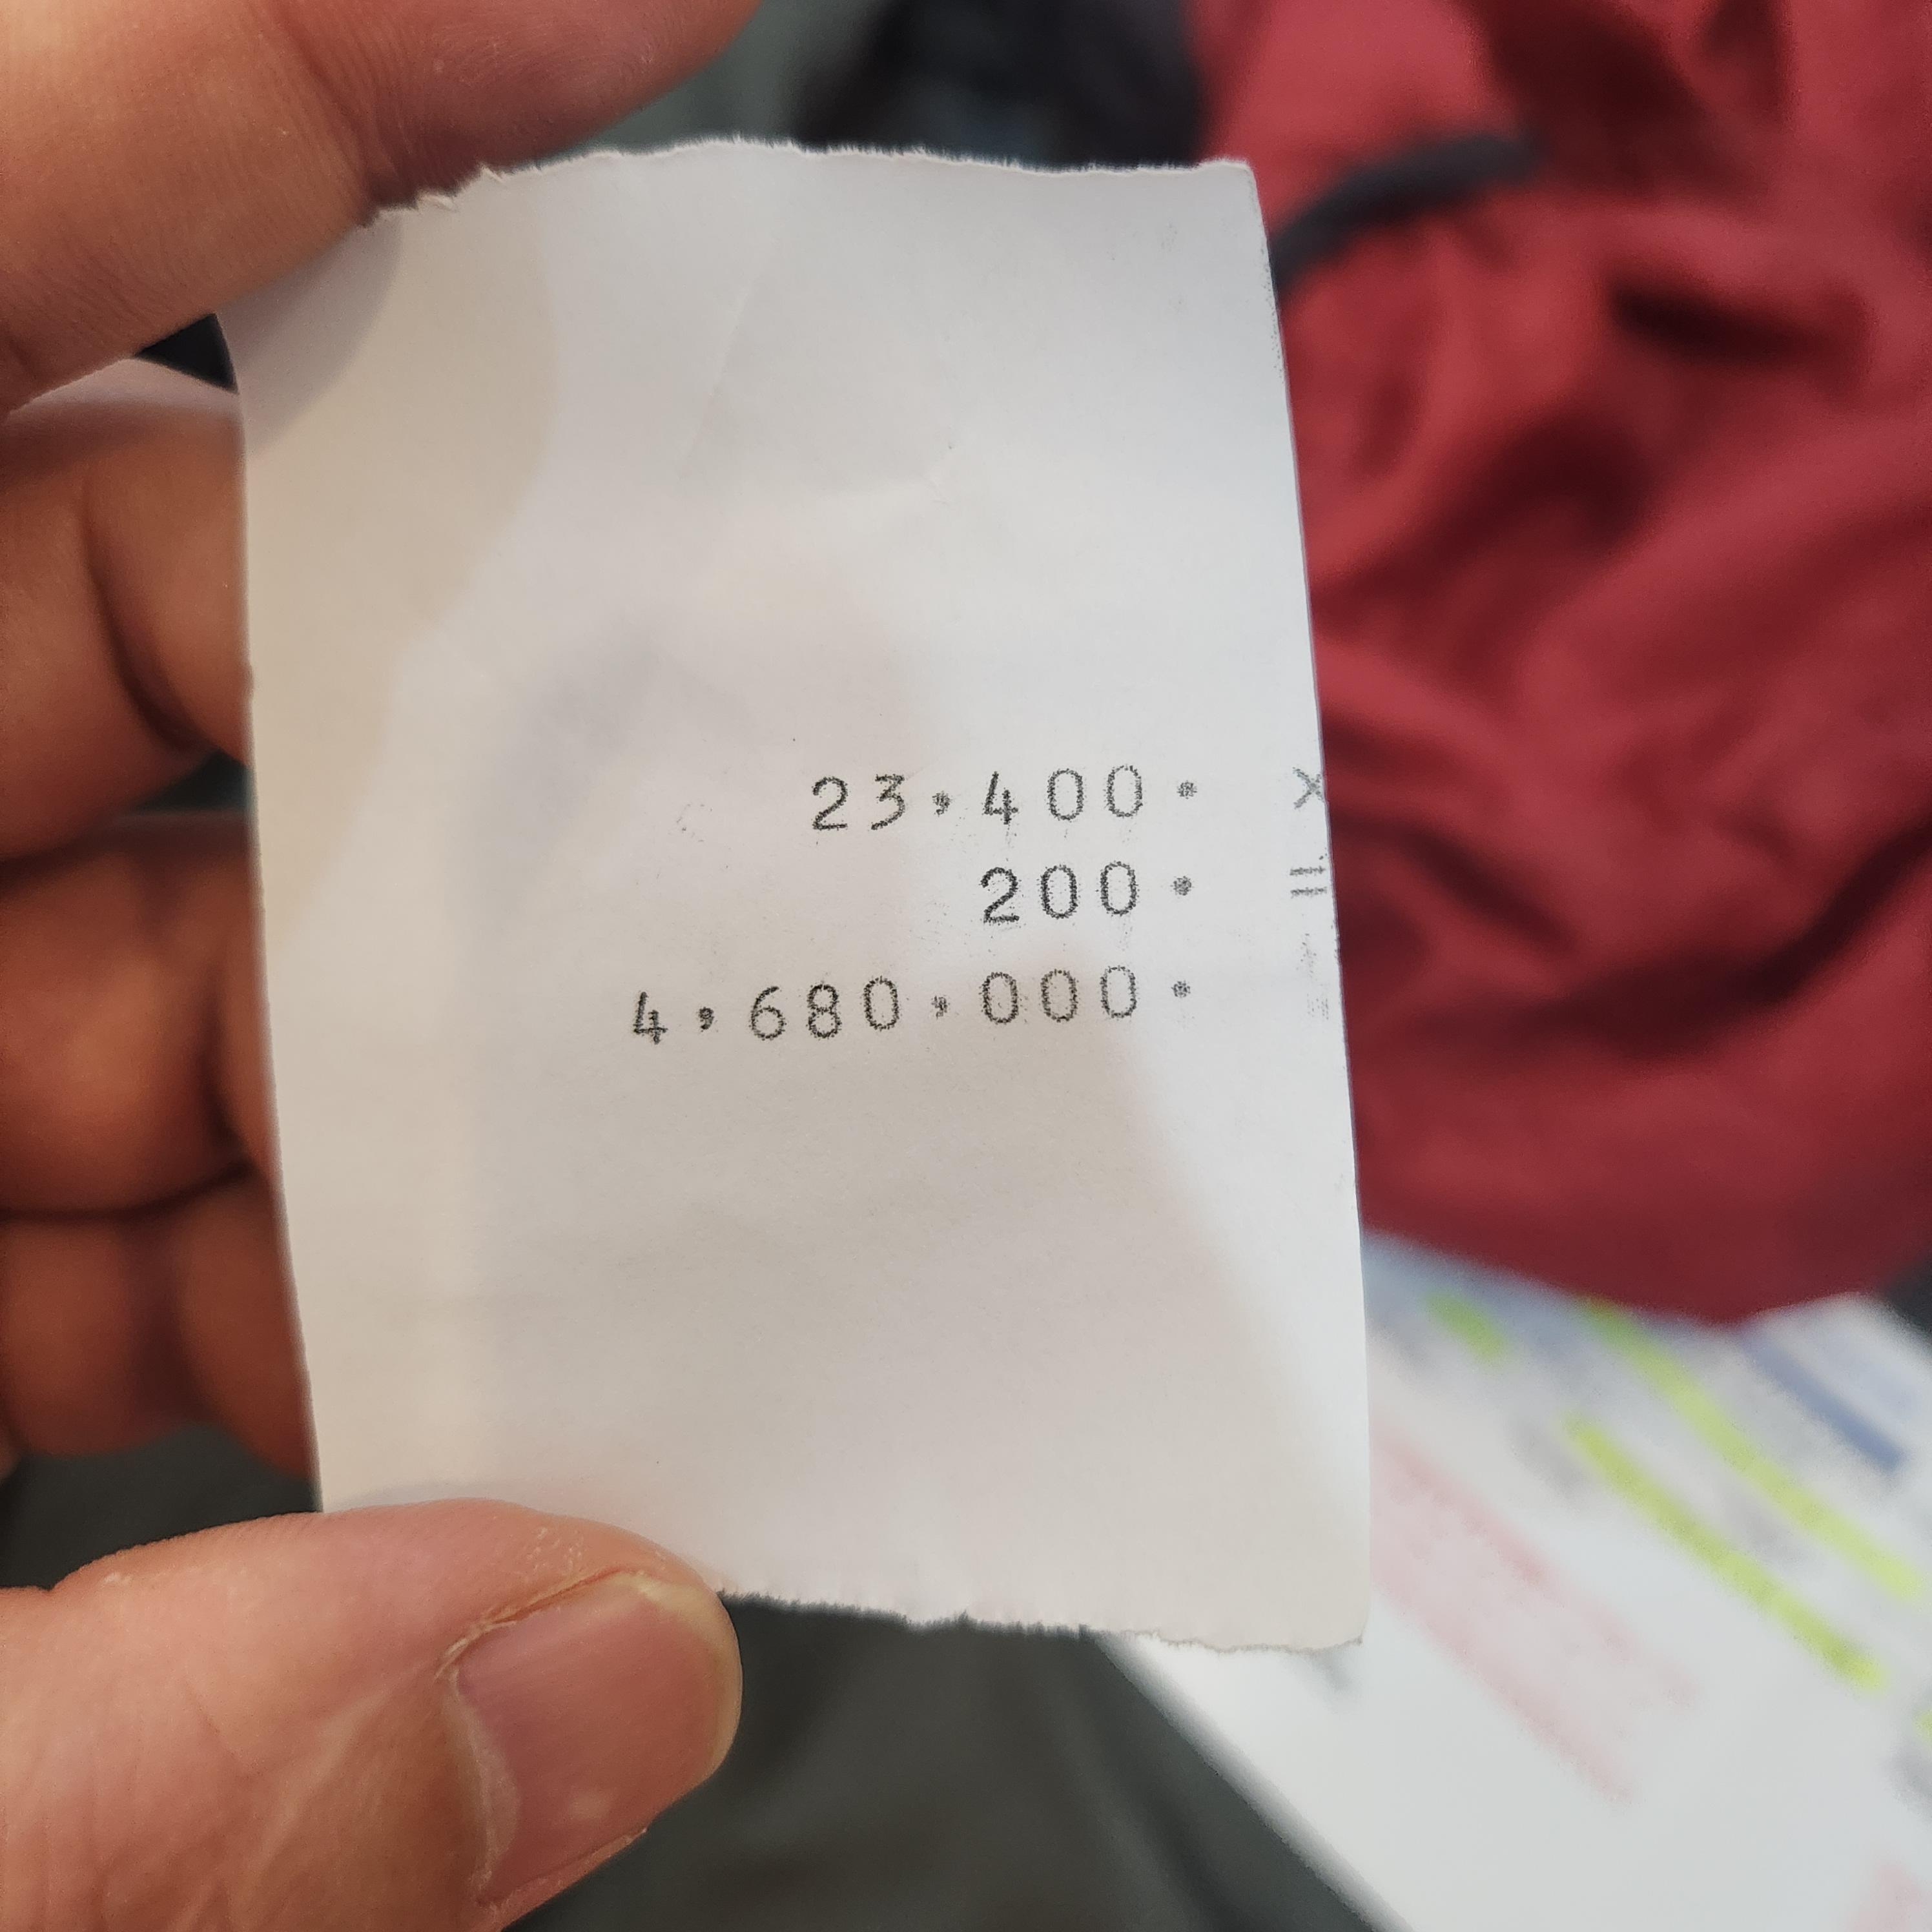 23,400. ×
200. =
4,680,000.